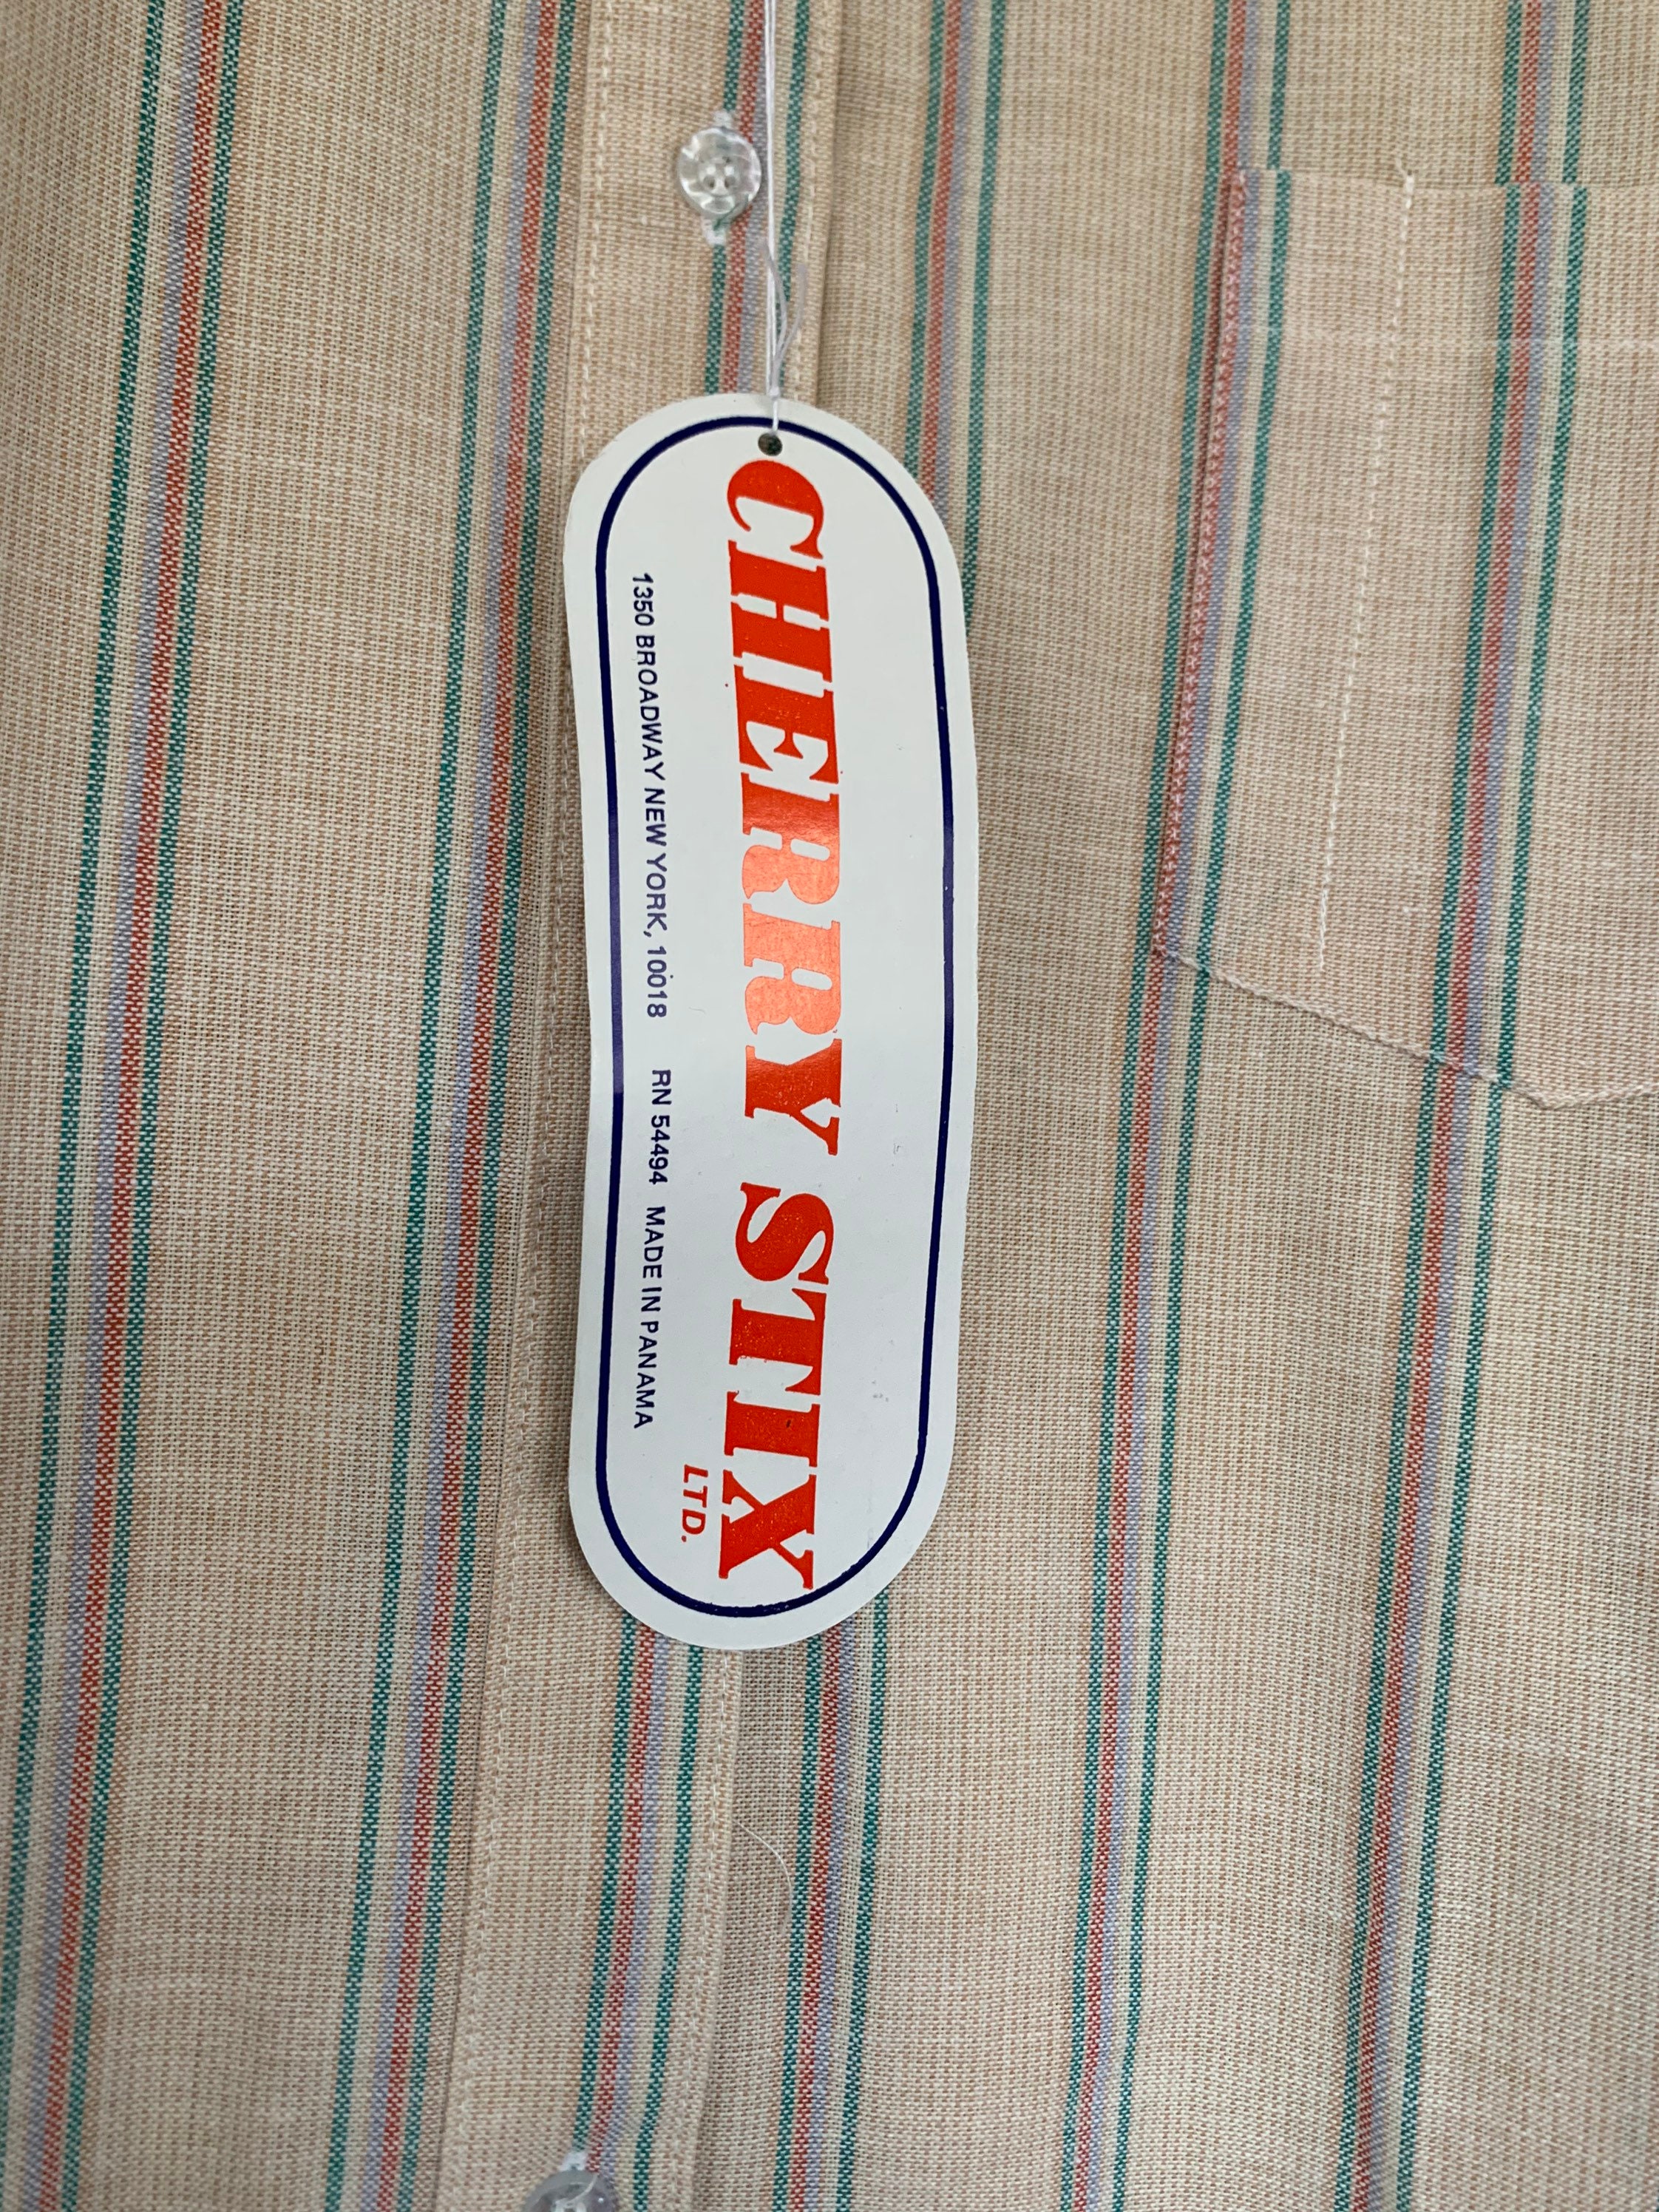 CHERRY STIX
LTD.
1350 BROADWAY NEW YORK, 10018 RN 54494 MADE IN PANAMA